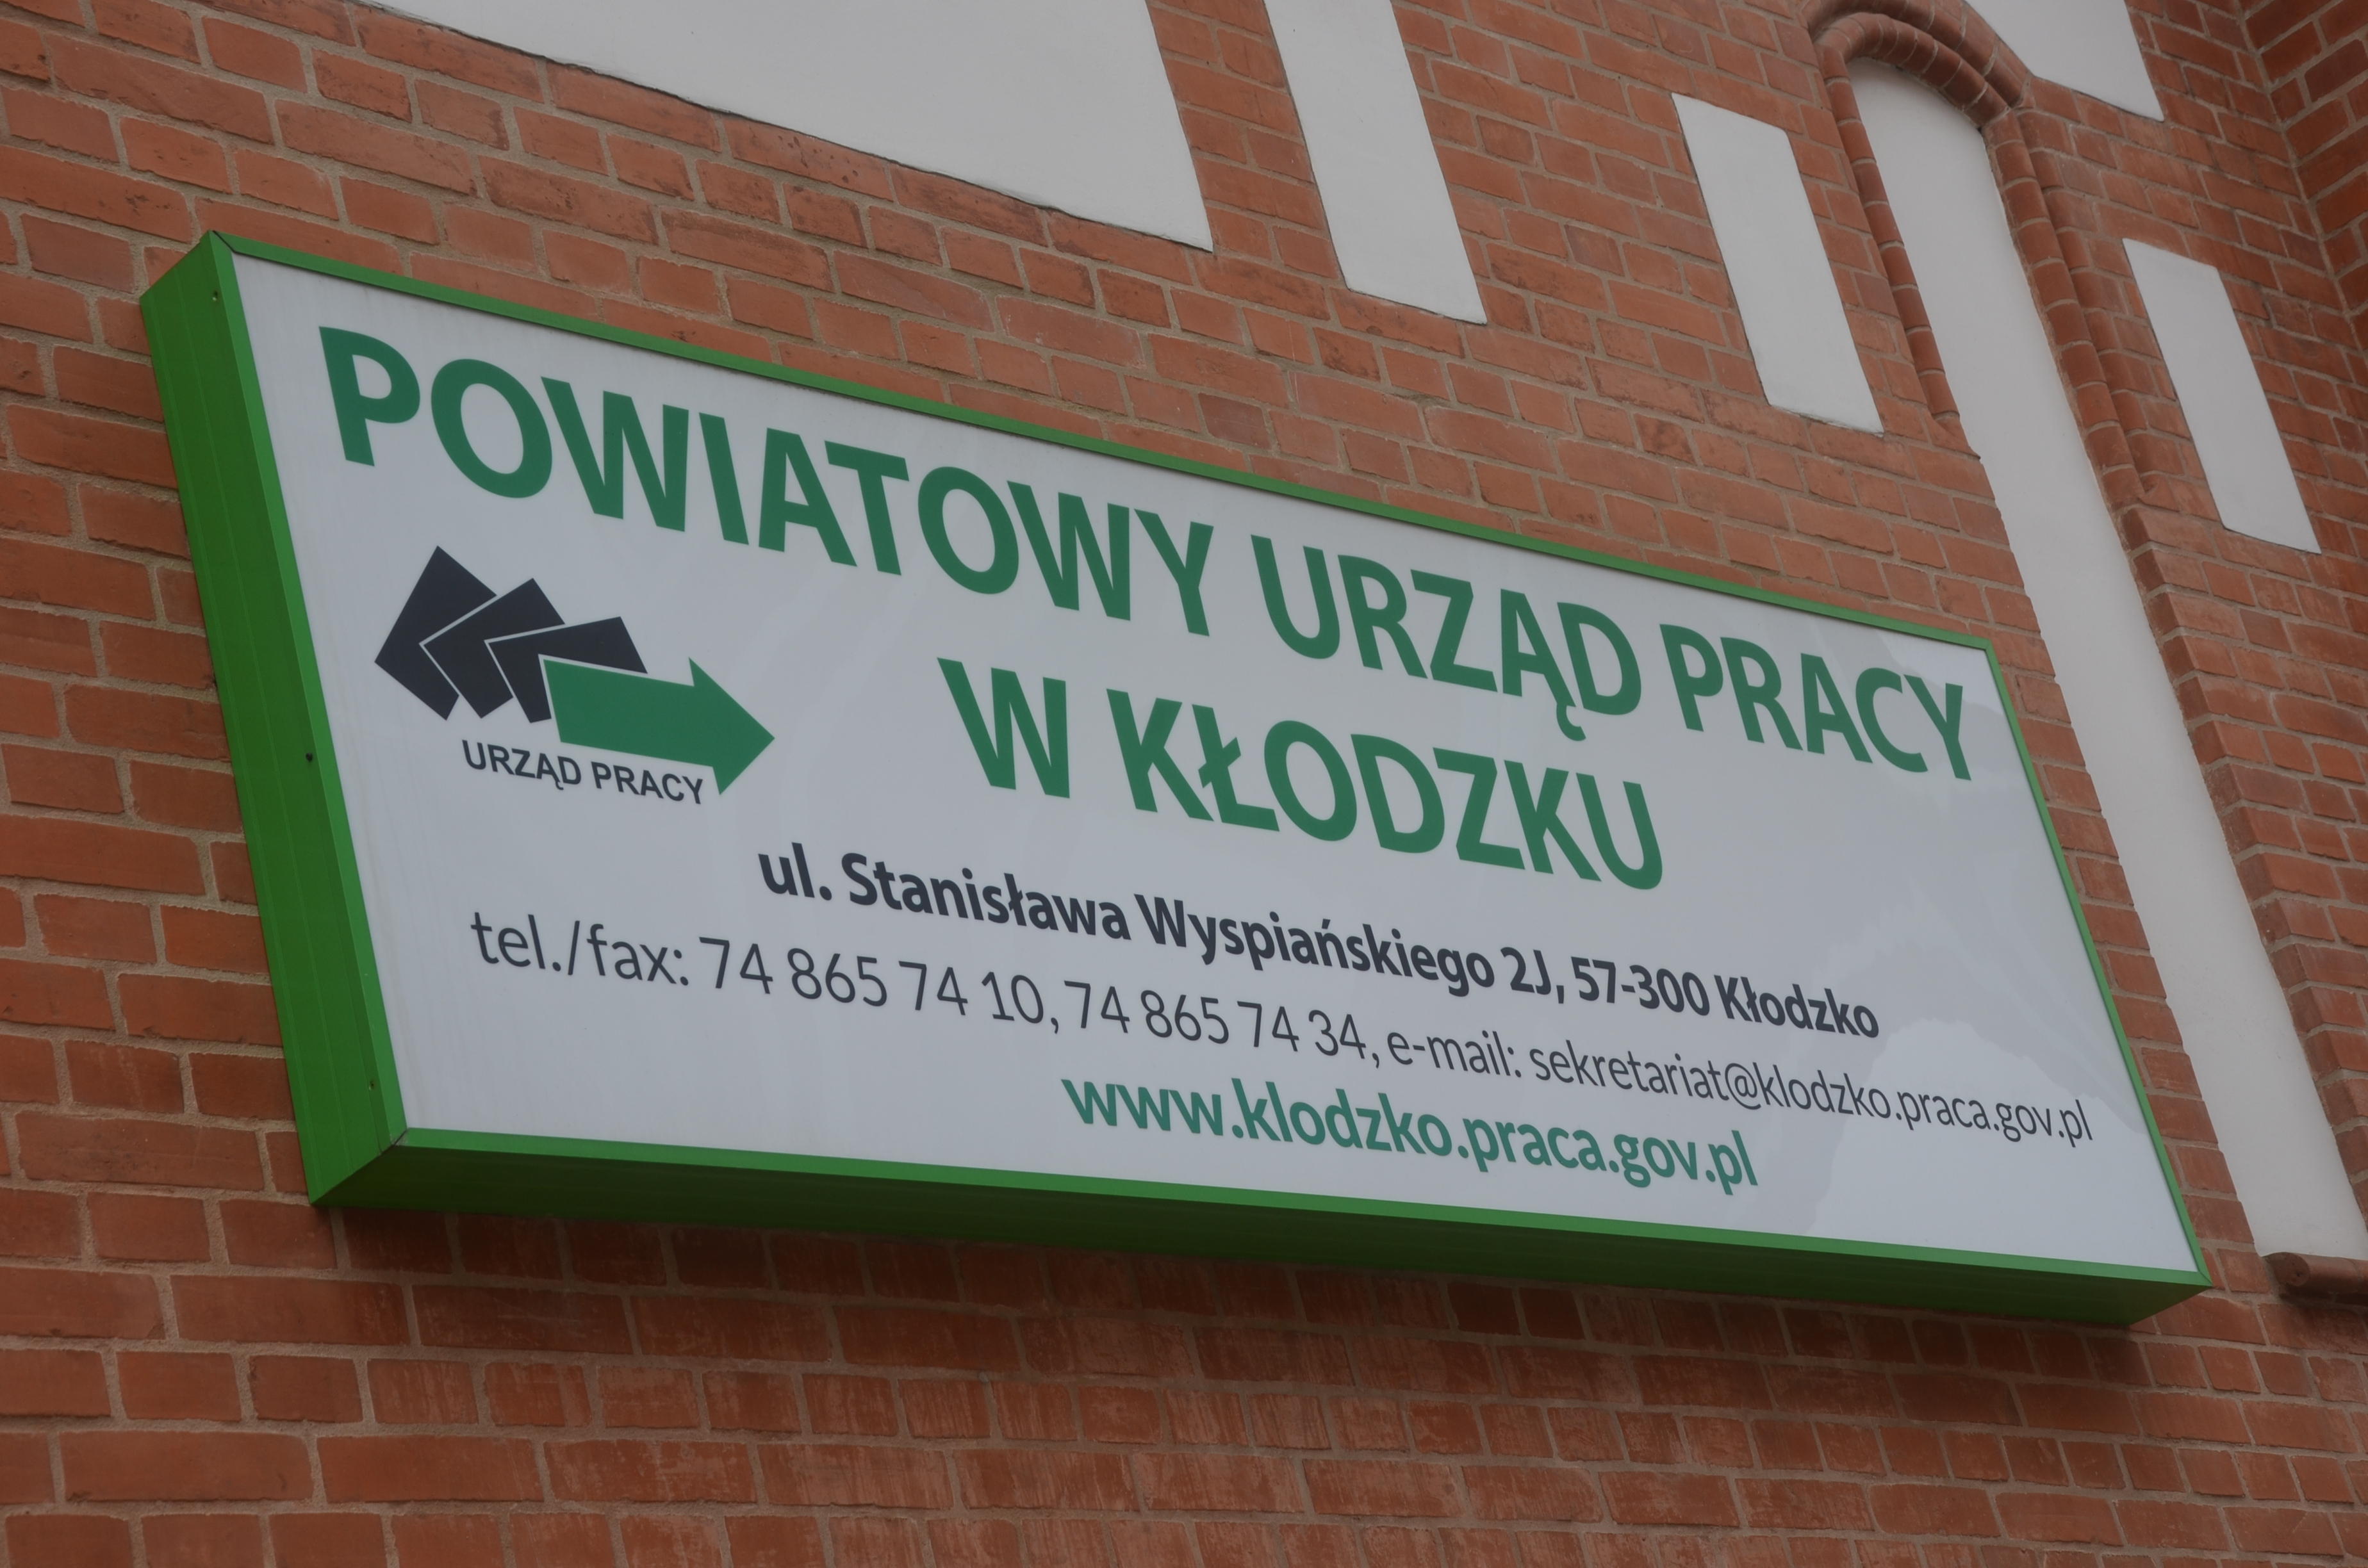 POWIATOWY URZĄD PRACY
W KŁODZKU
URZĄD PRACY
ul. Stanisława Wyspiańskiego 2J, 57-300 Kłodzko
tel./fax: 74 865 74 10, 74 865 74 34, e-mail: sekretariat@klodzko.praca.gov.pl
www.klodzko.praca.gov.pl